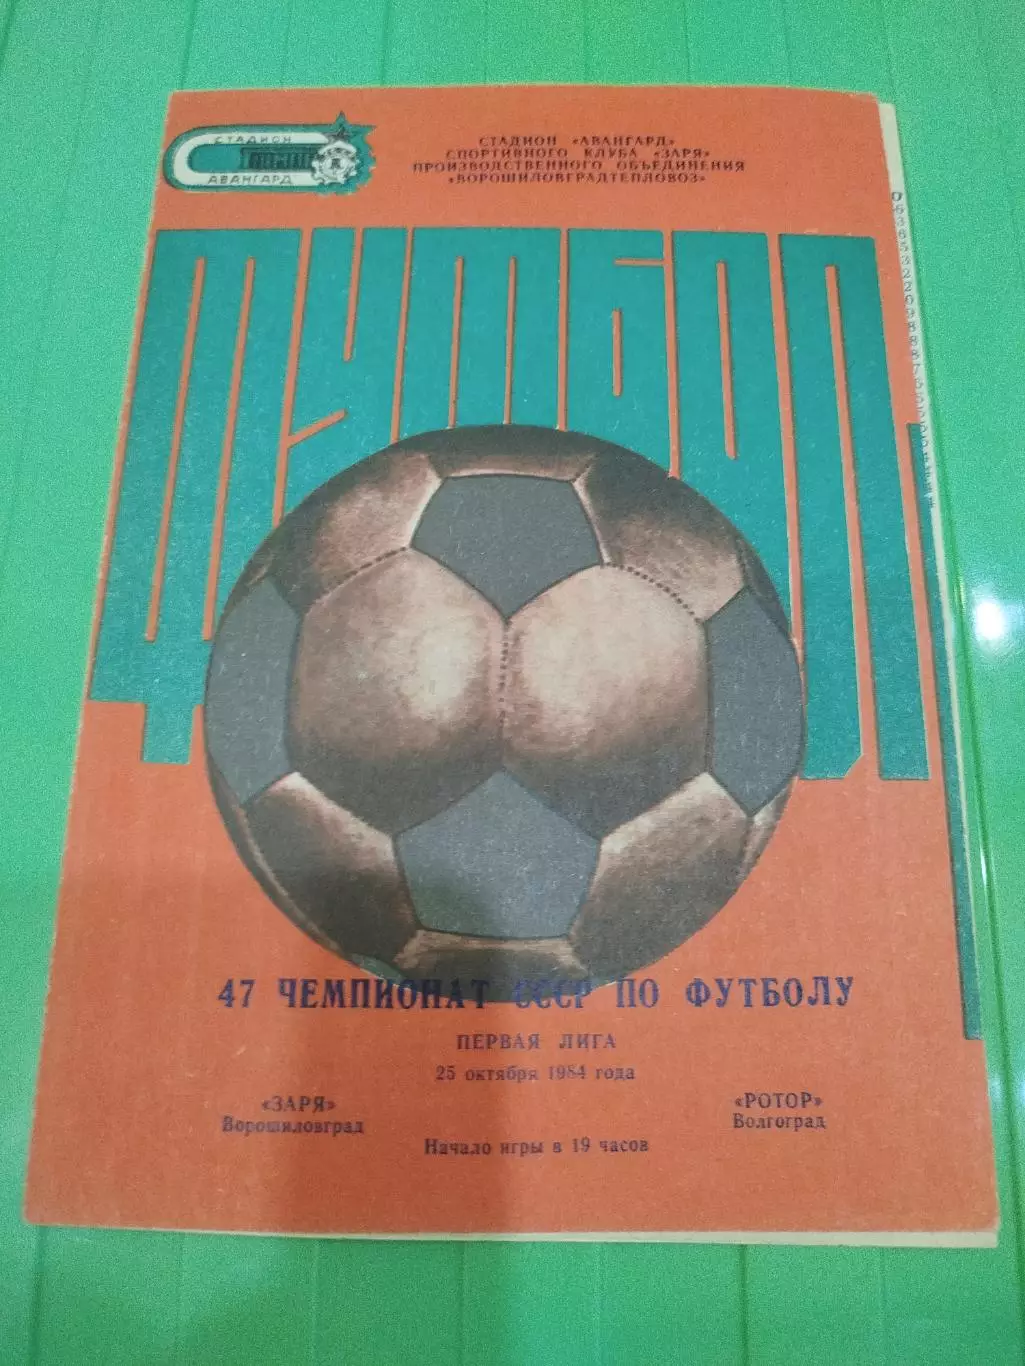 СТАДИОН
АВАНГАРД
СТАДИОН «АВАНГАРД»
СПОРТИВНОГО КЛУБА «ЗАРЯ»
ПРОИЗВОДСТВЕННОГО ОБЪЕДИНЕНИЯ
«ВОРОШИЛОВГРАДТЕПЛОВОЗ»
ФУТБОЛ
47 ЧЕМПИОНАТ СССР ПО ФУТБОЛУ
ПЕРВАЯ ЛИГА
25 октября 1984 года
«ЗАРЯ»
Ворошиловград
«РОТОР»
Волгоград
Начало игры в 19 часов